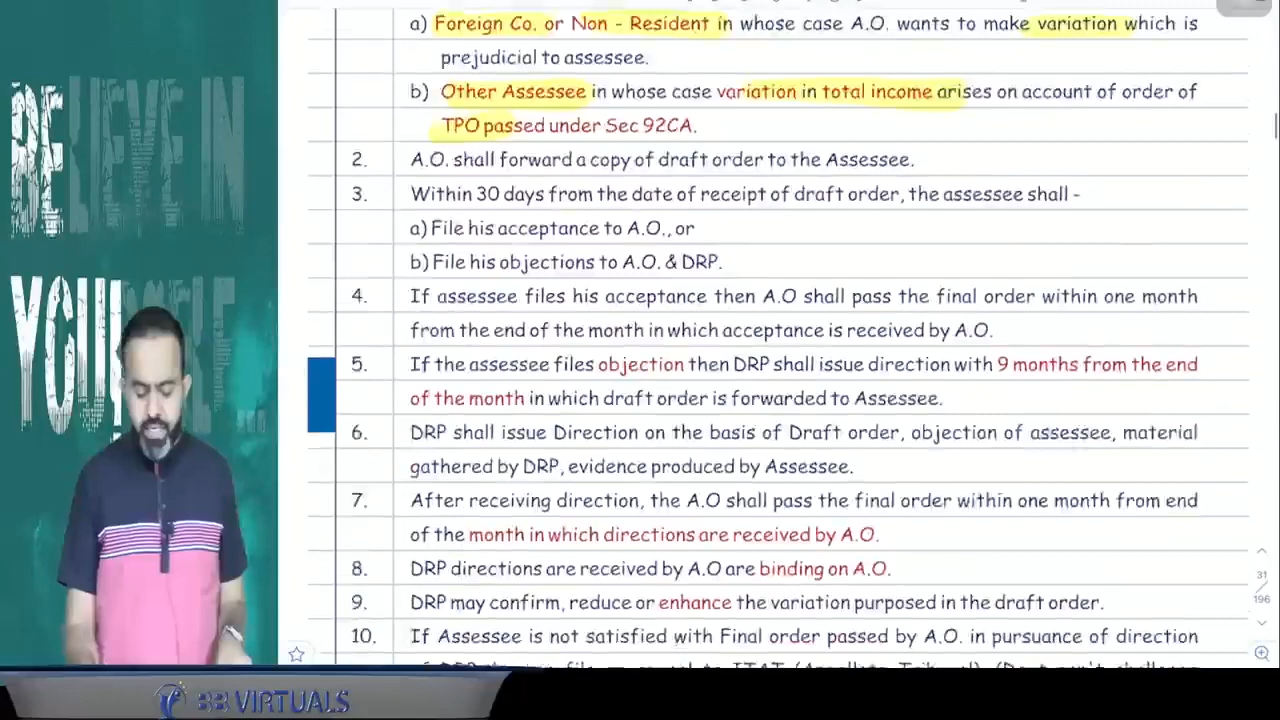 BELIEVE IN
YOURSELF...
a) Foreign Co. or Non - Resident in whose case A.O. wants to make variation which is
prejudicial to assessee.
b) Other Assessee in whose case variation in total income arises on account of order of
TPO passed under Sec 92CA.
2. A.O. shall forward a copy of draft order to the Assessee.
3. Within 30 days from the date of receipt of draft order, the assessee shall -
a) File his acceptance to A.O., or
b) File his objections to A.O. & DRP.
4. If assessee files his acceptance then A.O shall pass the final order within one month
from the end of the month in which acceptance is received by A.O.
5. If the assessee files objection then DRP shall issue direction with 9 months from the end
of the month in which draft order is forwarded to Assessee.
6. DRP shall issue Direction on the basis of Draft order, objection of assessee, material
gathered by DRP, evidence produced by Assessee.
7. After receiving direction, the A.O shall pass the final order within one month from end
of the month in which directions are received by A.O.
8. DRP directions are received by A.O are binding on A.O.
9. DRP may confirm, reduce or enhance the variation purposed in the draft order.
10. If Assessee is not satisfied with Final order passed by A.O. in pursuance of direction
31
196
BB VIRTUALS